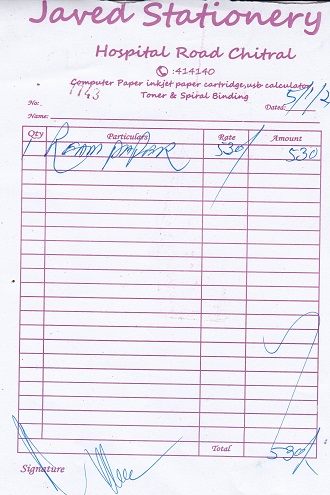 Javed Stationery
Hospital Road Chitral
:414140
Computer Paper inkjet paper cartridge,usb calculator
Toner & Spiral Binding
No: 1143
Dated: 5/1/2
Name:
Qty Particulars Rate Amount
1 Ream Paper 530/ 530
Total 530/
Signature